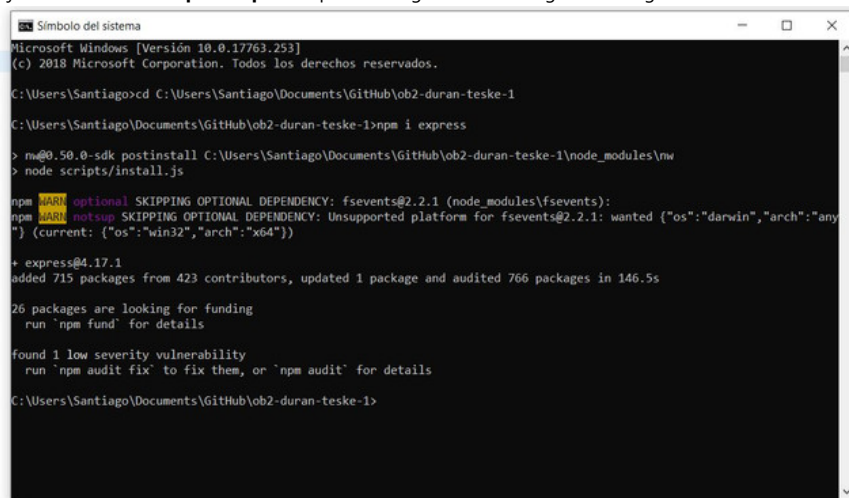 Símbolo del sistema
Microsoft Windows [Versión 10.0.17763.253]
(c) 2018 Microsoft Corporation. Todos los derechos reservados.
C:\Users\Santiago>cd C:\Users\Santiago\Documents\GitHub\ob2-duran-teske-1
C:\Users\Santiago\Documents\GitHub\ob2-duran-teske-1>npm i express
> nw@0.50.0-sdk postinstall C:\Users\Santiago\Documents\GitHub\ob2-duran-teske-1\node_modules\nw
> node scripts/install.js
npm WARN optional SKIPPING OPTIONAL DEPENDENCY: fsevents@2.2.1 (node_modules\fsevents):
npm WARN notsup SKIPPING OPTIONAL DEPENDENCY: Unsupported platform for fsevents@2.2.1: wanted {"os":"darwin","arch":"any
"} (current: {"os":"win32","arch":"x64"})
+ express@4.17.1
added 715 packages from 423 contributors, updated 1 package and audited 766 packages in 146.5s
26 packages are looking for funding
run `npm fund` for details
found 1 low severity vulnerability
run `npm audit fix` to fix them, or `npm audit` for details
C:\Users\Santiago\Documents\GitHub\ob2-duran-teske-1>